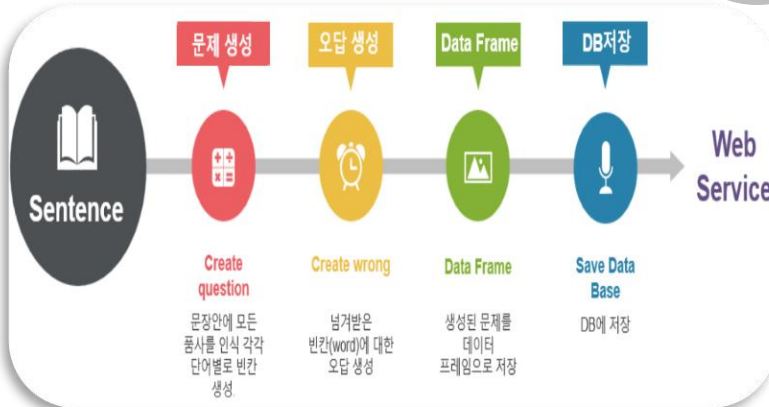 문제 생성
오답 생성
Data Frame
DB저장
Sentence
Web
Service
Create
question
문장안에 모든
품사를 인식 각각
단어별로 빈칸
생성.
Create wrong
넘겨받은
빈칸(word)에 대한
오답 생성
Data Frame
생성된 문제를
데이터
프레임으로 저장
Save Data
Base
DB에 저장